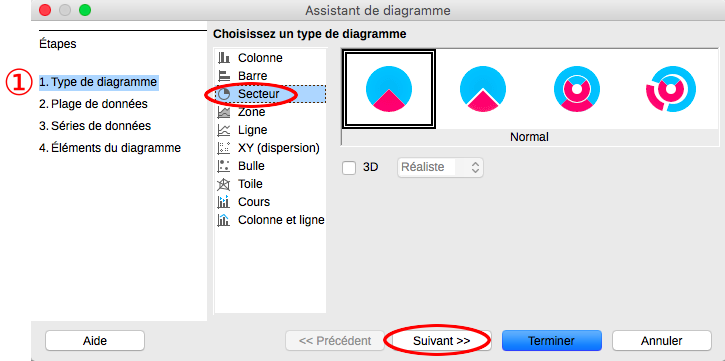 Assistant de diagramme
Étapes
①
1. Type de diagramme
2. Plage de données
3. Séries de données
4. Éléments du diagramme
Choisissez un type de diagramme
Colonne
Barre
Secteur
Zone
Ligne
XY (dispersion)
Bulle
Toile
Cours
Colonne et ligne
Normal
3D
Réaliste
Aide
<< Précédent
Suivant >>
Terminer
Annuler